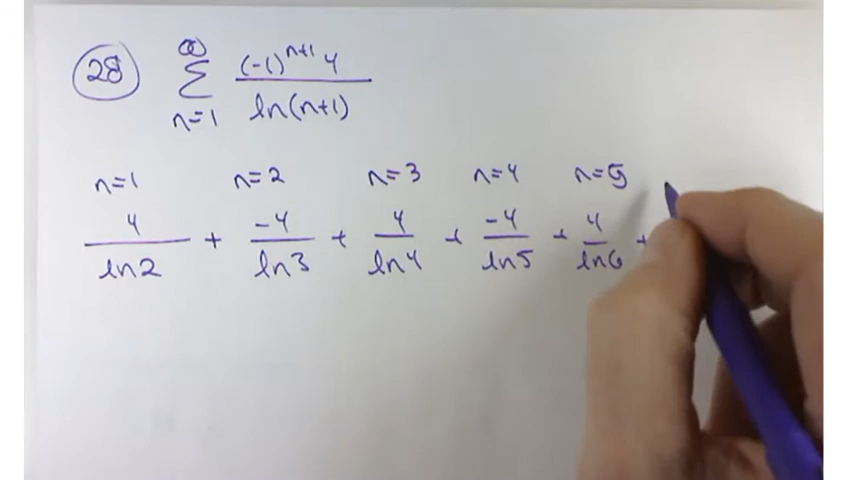 28 ∞ Σ n=1 (-1)^{n+1} 4 / ln(n+1)
n=1 n=2 n=3 n=4 n=5
4/ln2 + -4/ln3 + 4/ln4 + -4/ln5 + 4/ln6 +